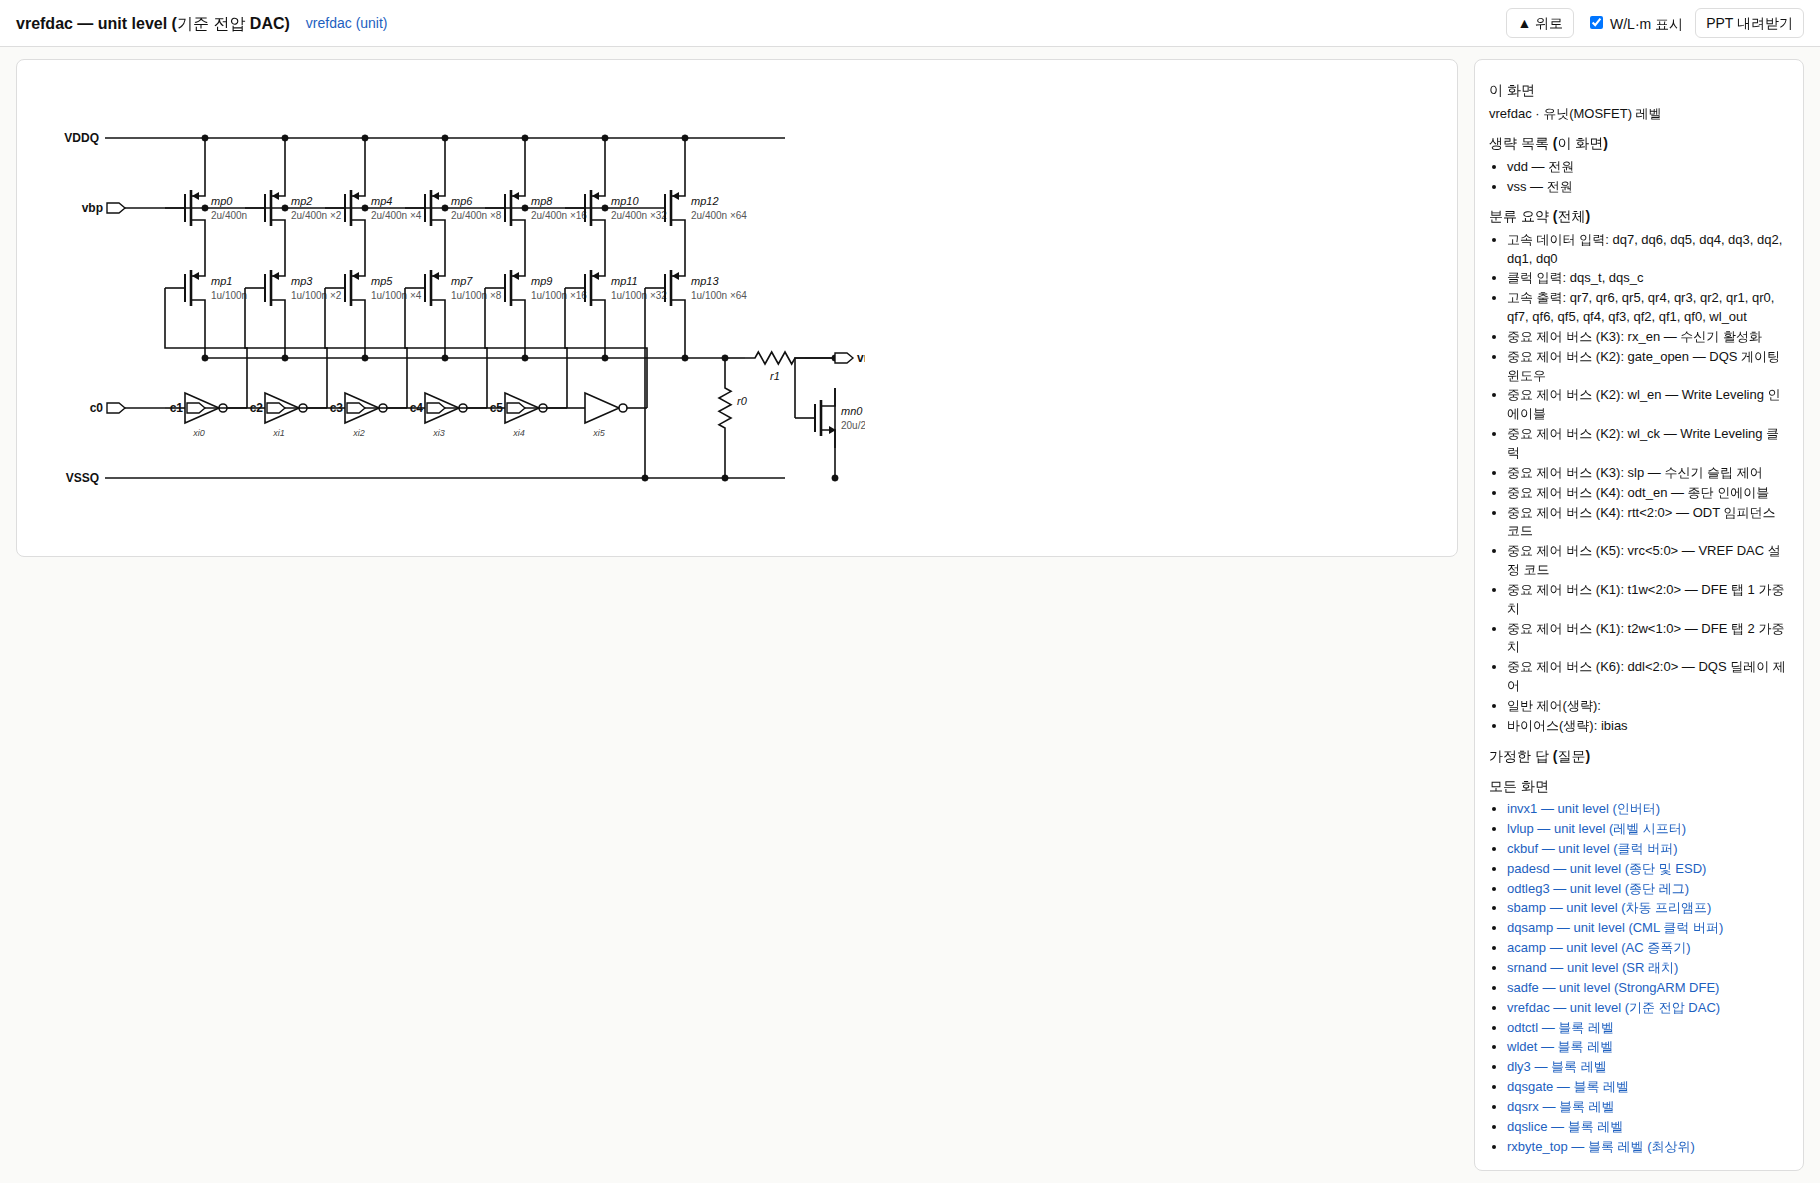 vrefdac — unit level (기준 전압 DAC)
vrefdac (unit)
▲ 위로
W/L·m 표시
PPT 내려받기
VDDQ
vbp
mp0
2u/400n
mp2
2u/400n ×2
mp4
2u/400n ×4
mp6
2u/400n ×8
mp8
2u/400n ×16
mp10
2u/400n ×32
mp12
2u/400n ×64
mp1
1u/100n
mp3
1u/100n ×2
mp5
1u/100n ×4
mp7
1u/100n ×8
mp9
1u/100n ×16
mp11
1u/100n ×32
mp13
1u/100n ×64
r1
r0
mn0
c0
c1
c2
c3
c4
c5
xi0
xi1
xi2
xi3
xi4
xi5
VSSQ
이 화면
vrefdac · 유닛(MOSFET) 레벨
생략 목록 (이 화면)
• vdd — 전원
• vss — 전원
분류 요약 (전체)
• 고속 데이터 입력: dq7, dq6, dq5, dq4, dq3, dq2,
dq1, dq0
• 클럭 입력: dqs_t, dqs_c
• 고속 출력: qr7, qr6, qr5, qr4, qr3, qr2, qr1, qr0,
qf7, qf6, qf5, qf4, qf3, qf2, qf1, qf0, wl_out
• 중요 제어 버스 (K3): rx_en — 수신기 활성화
• 중요 제어 버스 (K2): gate_open — DQS 게이팅
윈도우
• 중요 제어 버스 (K2): wl_en — Write Leveling 인
에이블
• 중요 제어 버스 (K2): wl_ck — Write Leveling 클
럭
• 중요 제어 버스 (K3): slp — 수신기 슬립 제어
• 중요 제어 버스 (K4): odt_en — 종단 인에이블
• 중요 제어 버스 (K4): rtt<2:0> — ODT 임피던스
코드
• 중요 제어 버스 (K5): vrc<5:0> — VREF DAC 설
정 코드
• 중요 제어 버스 (K1): t1w<2:0> — DFE 탭 1 가중
치
• 중요 제어 버스 (K1): t2w<1:0> — DFE 탭 2 가중
치
• 중요 제어 버스 (K6): ddl<2:0> — DQS 딜레이 제
어
• 일반 제어(생략):
• 바이어스(생략): ibias
가정한 답 (질문)
모든 화면
• invx1 — unit level (인버터)
• lvlup — unit level (레벨 시프터)
• ckbuf — unit level (클럭 버퍼)
• padesd — unit level (종단 및 ESD)
• odtleg3 — unit level (종단 레그)
• sbamp — unit level (차동 프리앰프)
• dqsamp — unit level (CML 클럭 버퍼)
• acamp — unit level (AC 증폭기)
• srnand — unit level (SR 래치)
• sadfe — unit level (StrongARM DFE)
• vrefdac — unit level (기준 전압 DAC)
• odtctl — 블록 레벨
• wldet — 블록 레벨
• dly3 — 블록 레벨
• dqsgate — 블록 레벨
• dqsrx — 블록 레벨
• dqslice — 블록 레벨
• rxbyte_top — 블록 레벨 (최상위)